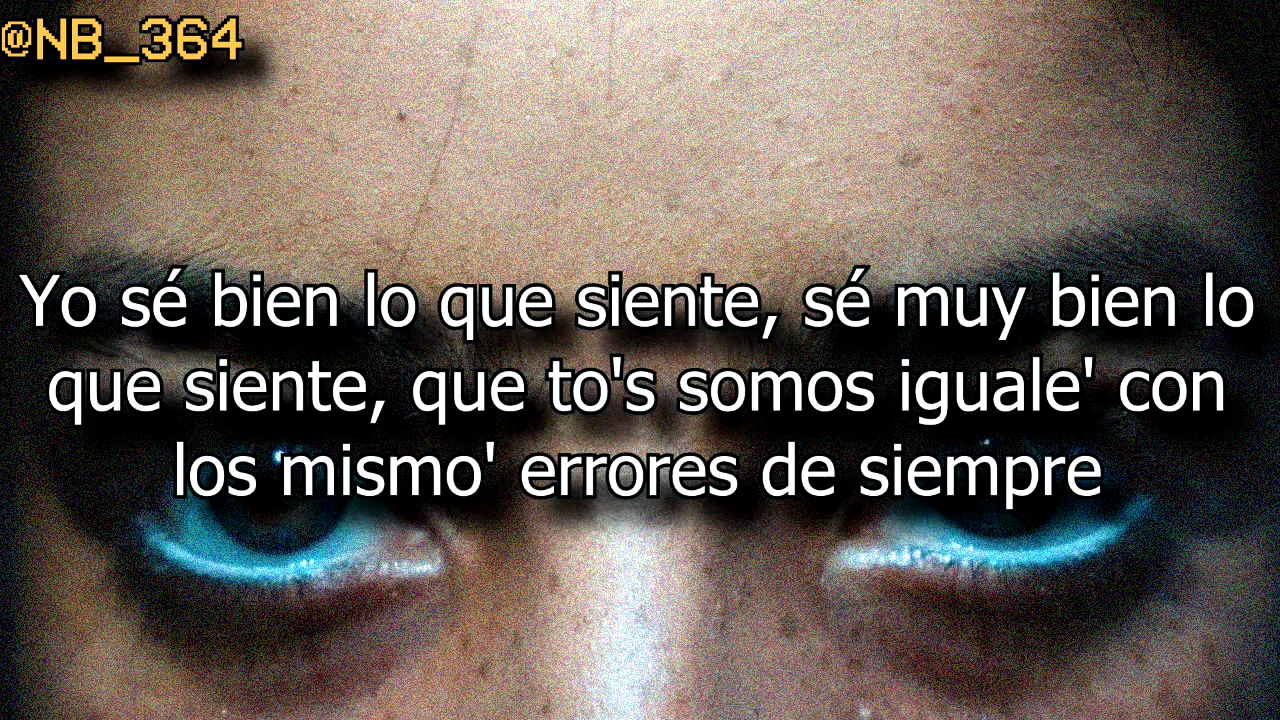 @NB_364
Yo sé bien lo que siente, sé muy bien lo
que siente, que to's somos iguale' con
los mismo' errores de siempre